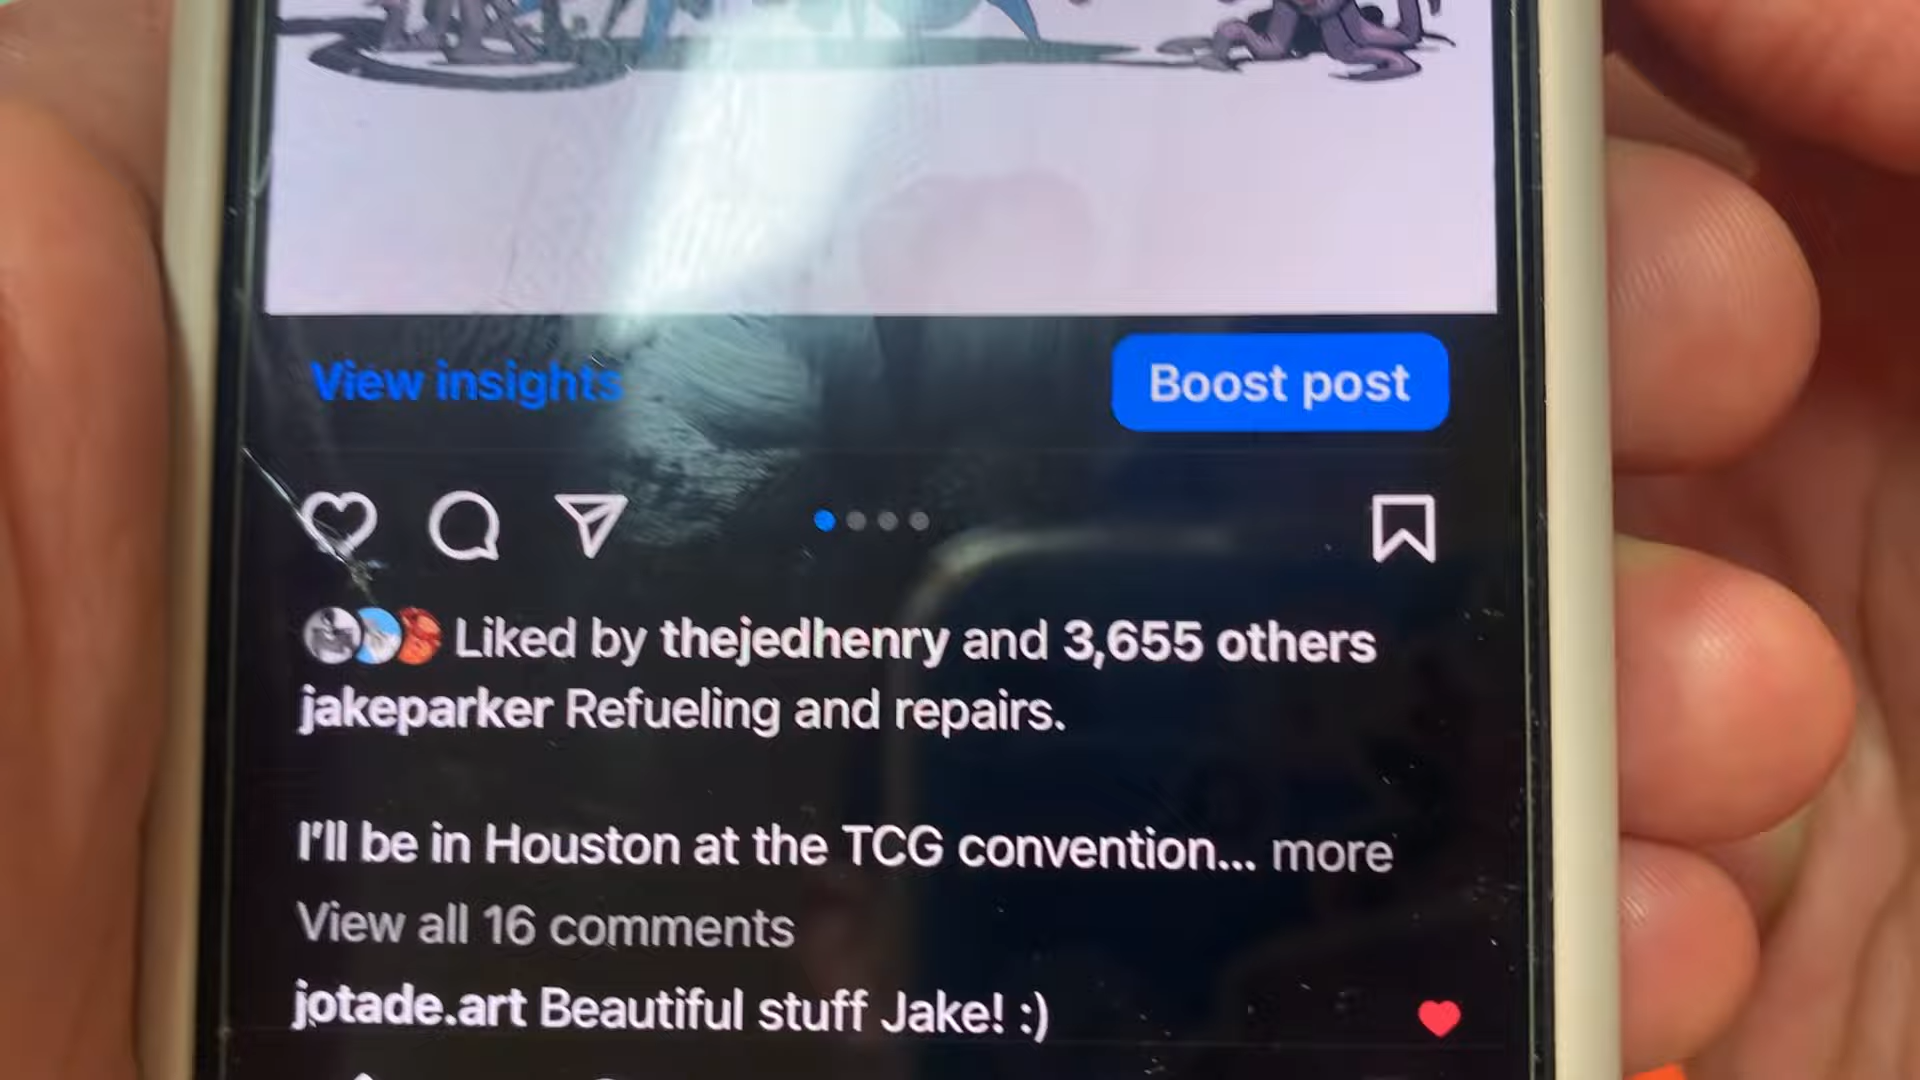 View insights
Boost post
Liked by thejedhenry and 3,655 others
jakeparker Refueling and repairs.
I'll be in Houston at the TCG convention... more
View all 16 comments
jotade.art Beautiful stuff Jake! :)